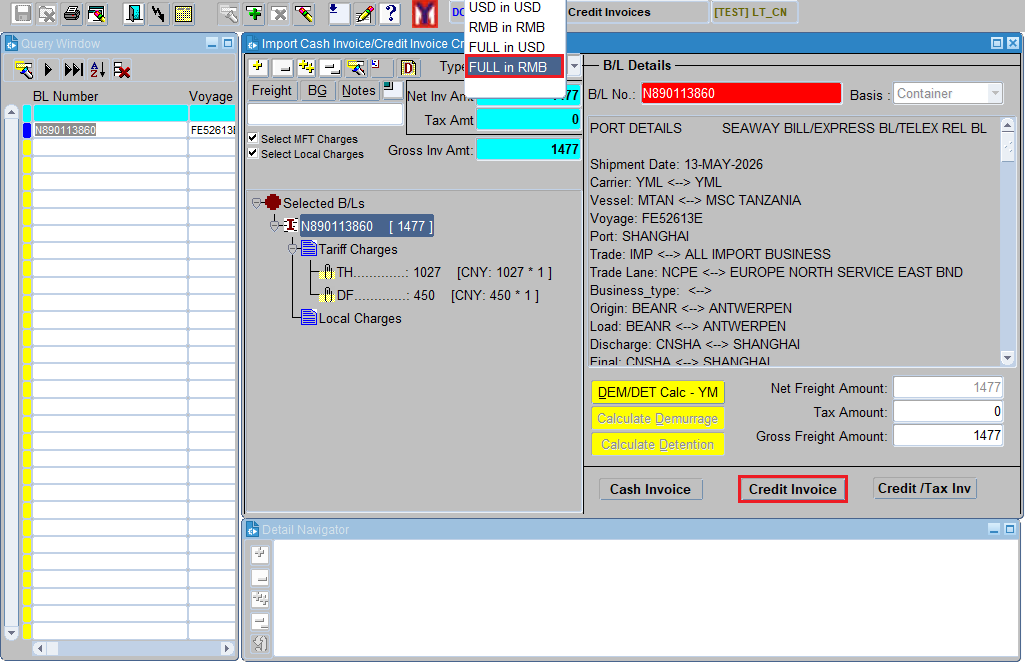 DO
USD in USD
RMB in RMB
FULL in USD
FULL in RMB
Credit Invoices
[TEST] LT_CN
Query Window
BL Number Voyage
N890113860 FE52613E
Import Cash Invoice/Credit Invoice Cr
Type
Freight BG Notes
Net Inv Amt 1477
Tax Amt 0
Select MFT Charges
Select Local Charges
Gross Inv Amt: 1477
Selected B/Ls
N890113860 [ 1477 ]
Tariff Charges
TH.............: 1027 [CNY: 1027 * 1 ]
DF.............: 450 [CNY: 450 * 1 ]
Local Charges
B/L Details
B/L No.: N890113860 Basis : Container
PORT DETAILS SEAWAY BILL/EXPRESS BL/TELEX REL BL
Shipment Date: 13-MAY-2026
Carrier: YML <--> YML
Vessel: MTAN <--> MSC TANZANIA
Voyage: FE52613E
Port: SHANGHAI
Trade: IMP <--> ALL IMPORT BUSINESS
Trade Lane: NCPE <--> EUROPE NORTH SERVICE EAST BND
Business_type: <-->
Origin: BEANR <--> ANTWERPEN
Load: BEANR <--> ANTWERPEN
Discharge: CNSHA <--> SHANGHAI
Final: CNSHA <--> SHANGHAI
DEM/DET Calc - YM
Calculate Demurrage
Calculate Detention
Net Freight Amount: 1477
Tax Amount: 0
Gross Freight Amount: 1477
Cash Invoice Credit Invoice Credit /Tax Inv
Detail Navigator